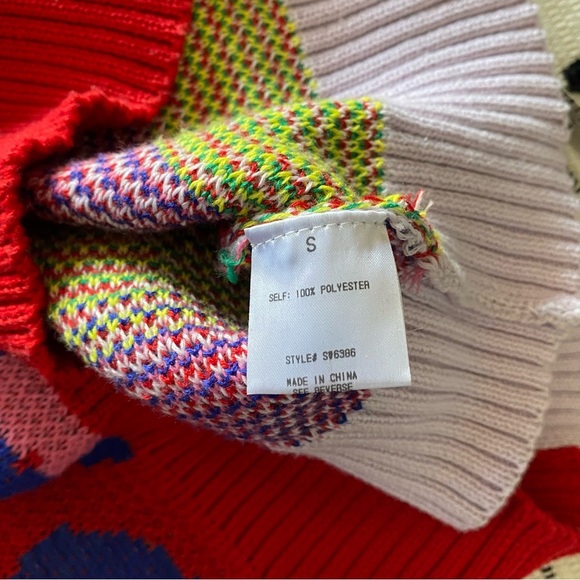 S
SELF: 100% POLYESTER
STYLE# SW6986
MADE IN CHINA
SEE REVERSE